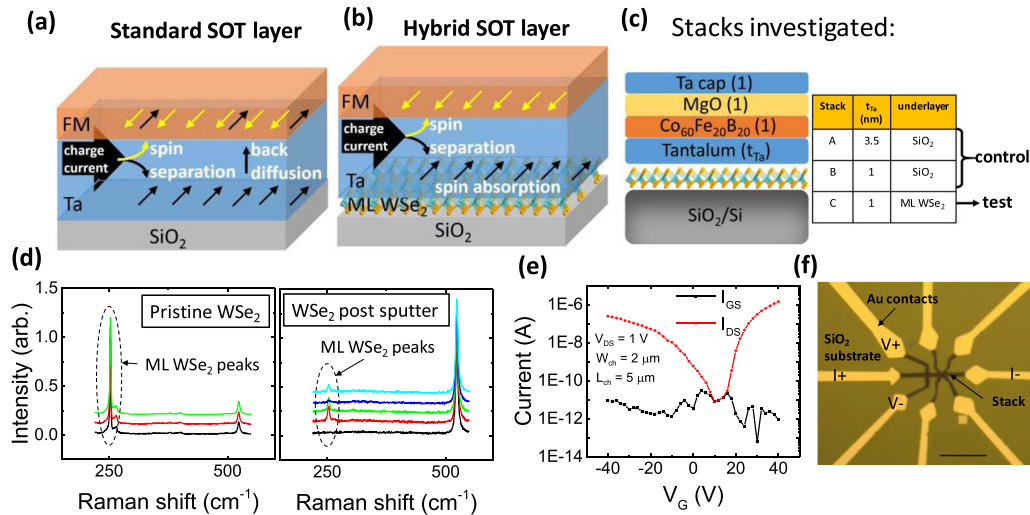 (a)
Standard SOT layer
FM
charge
current
spin
separation
back
diffusion
Ta
SiO₂
(b)
Hybrid SOT layer
FM
charge
current
spin
separation
Ta
spin absorption
ML WSe₂
SiO₂
(c)
Stacks investigated:
Ta cap (1)
MgO (1)
Co₆₀Fe₂₀B₂₀ (1)
Tantalum (tTa)
SiO₂/Si
Stack tTa (nm) underlayer
A 3.5 SiO₂
B 1 SiO₂
C 1 ML WSe₂
control
test
(d)
Intensity (arb.)
1.5
1.0
0.5
0.0
Pristine WSe₂
ML WSe₂ peaks
250 500
Raman shift (cm⁻¹)
WSe₂ post sputter
ML WSe₂ peaks
250 500
Raman shift (cm⁻¹)
(e)
Current (A)
1E-6
1E-8
1E-10
1E-12
1E-14
IGS
IDS
VDS = 1 V
Wch = 2 μm
Lch = 5 μm
-40 -20 0 20 40
VG (V)
(f)
Au contacts
SiO₂
substrate
V+
I+
I-
V-
Stack